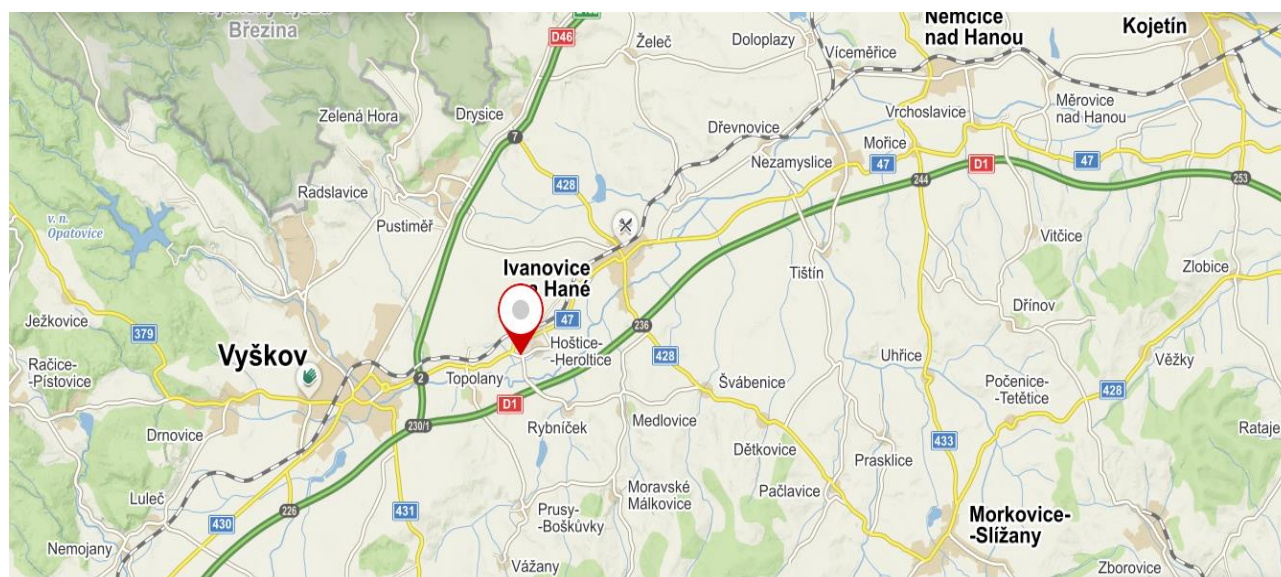 Březina
D46
Želeč
Doloplazy
Víceměřice
Němčice
nad Hanou
Kojetín
Zelená Hora
Drysice
7
428
Dřevnovice
Vrchoslavice
Měrovice
nad Hanou
Nezamyslice
Mořice
47
244
D1
47
253
Radslavice
Pustiměř
v. n.
Opatovice
Ivanovice
Hané
Tištín
Vitčice
Zlobice
Dřínov
Ježkovice
379
Račice-
-Pístovice
Vyškov
2
47
236
Hoštice-
-Heroltice
Topolany
D1
428
Švábenice
Uhřice
Počenice-
-Tetětice
Věžky
428
Drnovice
230/1
Rybníček
Medlovice
Dětkovice
Prasklice
433
Rataje
Luleč
Nemojany
430
226
431
Prusy-
-Boškůvky
Moravské
Málkovice
Pačlavice
Morkovice-
-Slížany
Vážany
Zborovice